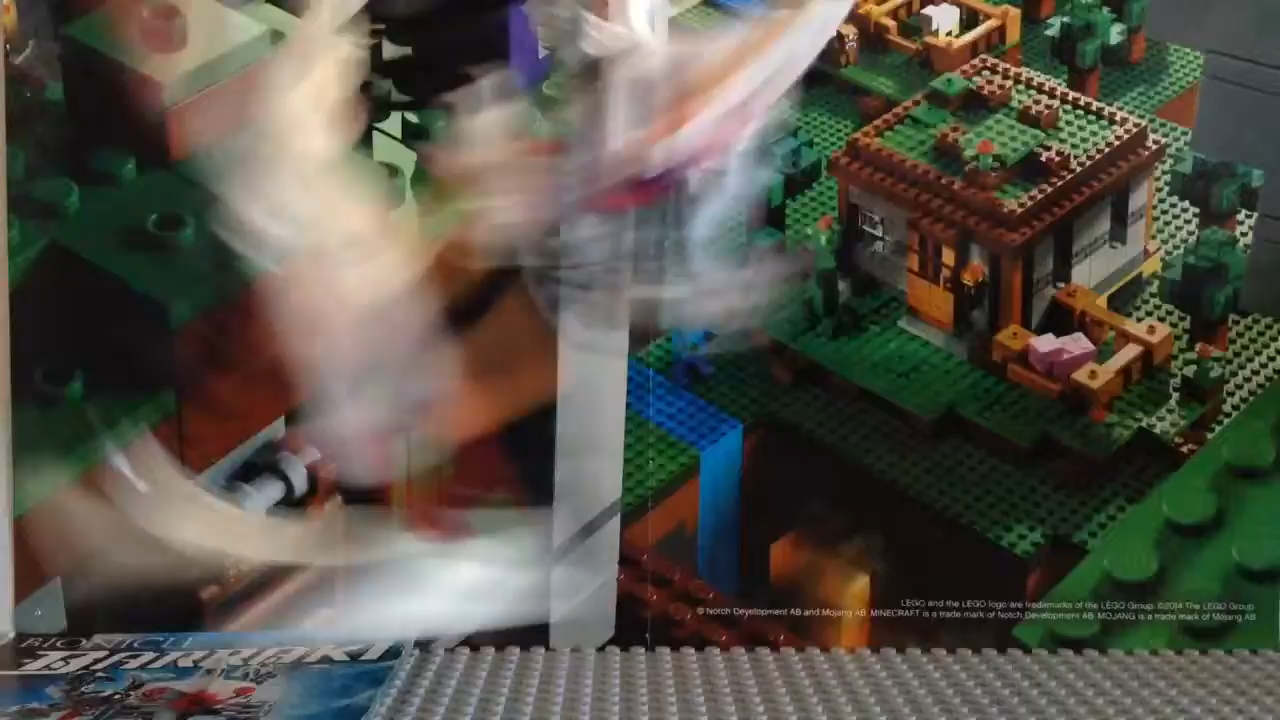 LEGO and the LEGO logo are trademarks of the LEGO Group. ©2014 The LEGO Group.
© Notch Development AB and Mojang AB. MINECRAFT is a trade mark of Notch Development AB. MOJANG is a trade mark of Mojang AB
BIONICLE
BARRAKI